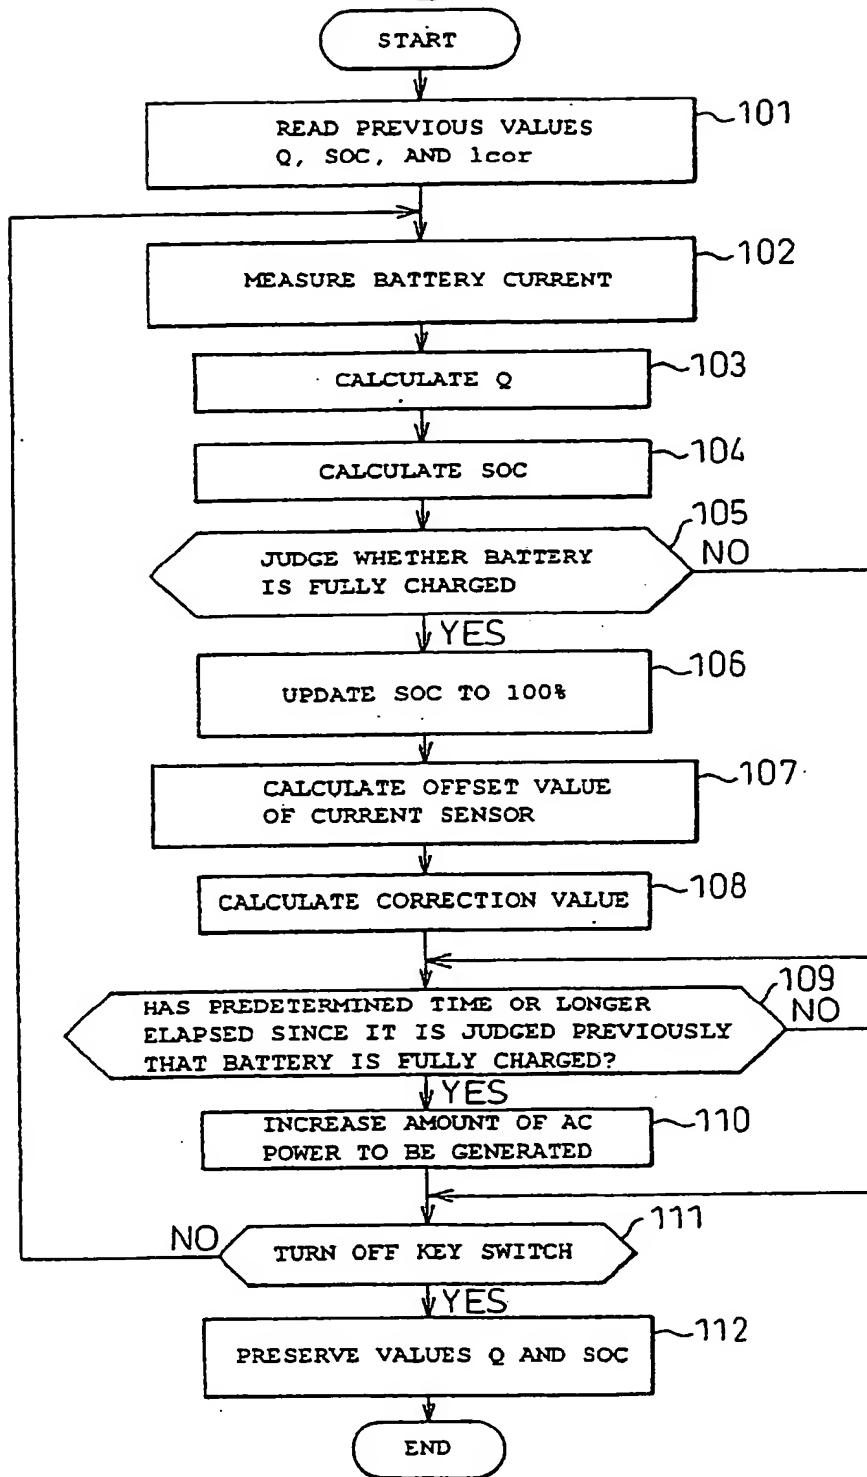 START
READ PREVIOUS VALUES
Q, SOC, AND lcor
101
MEASURE BATTERY CURRENT
102
CALCULATE Q
103
CALCULATE SOC
104
105
JUDGE WHETHER BATTERY
IS FULLY CHARGED
NO
YES
106
UPDATE SOC TO 100%
107
CALCULATE OFFSET VALUE
OF CURRENT SENSOR
CALCULATE CORRECTION VALUE
108
109
HAS PREDETERMINED TIME OR LONGER
ELAPSED SINCE IT IS JUDGED PREVIOUSLY
THAT BATTERY IS FULLY CHARGED?
NO
YES
INCREASE AMOUNT OF AC
POWER TO BE GENERATED
110
111
NO
TURN OFF KEY SWITCH
YES
PRESERVE VALUES Q AND SOC
112
END